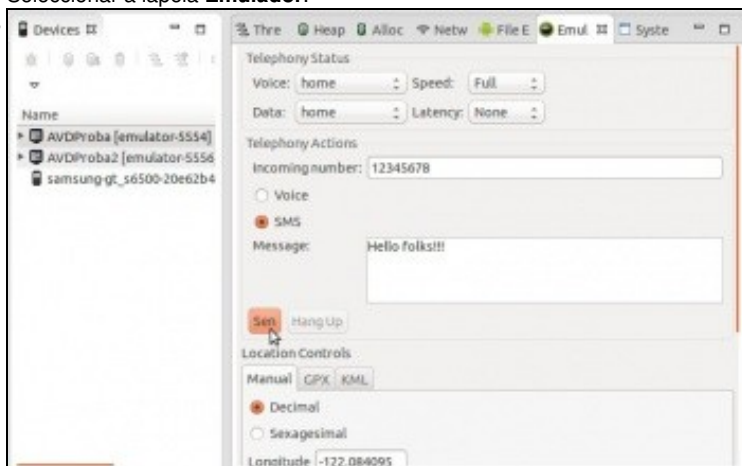 Seleccionar a lapela Emulador:
Devices
Thre Heap Alloc Netw File E Emul Syste
Name
AVDProba [emulator-5554]
AVDProba2 [emulator-5556
samsung-gt_s6500-20e62b4
Telephony Status
Voice: home Speed: Full
Data: home Latency: None
Telephony Actions
Incoming number: 12345678
Voice
SMS
Message: Hello folks!!!
Sen Hang Up
Location Controls
Manual GPX KML
Decimal
Sexagesimal
Longitude -122.084095